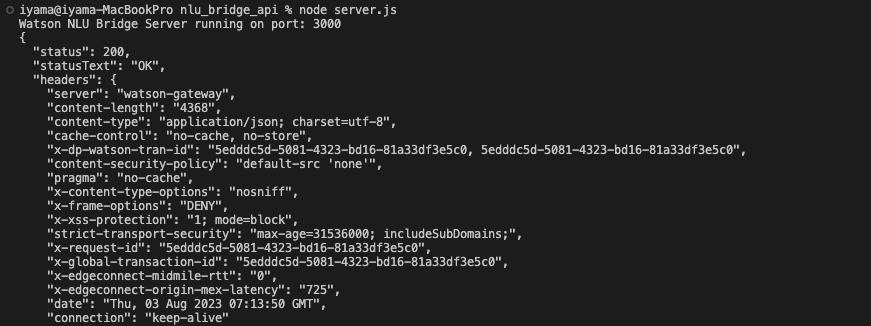 iyama@iyama-MacBookPro nlu_bridge_api % node server.js
Watson NLU Bridge Server running on port: 3000
{
  "status": 200,
  "statusText": "OK",
  "headers": {
    "server": "watson-gateway",
    "content-length": "4368",
    "content-type": "application/json; charset=utf-8",
    "cache-control": "no-cache, no-store",
    "x-dp-watson-tran-id": "5edddc5d-5081-4323-bd16-81a33df3e5c0, 5edddc5d-5081-4323-bd16-81a33df3e5c0",
    "content-security-policy": "default-src 'none'",
    "pragma": "no-cache",
    "x-content-type-options": "nosniff",
    "x-frame-options": "DENY",
    "x-xss-protection": "1; mode=block",
    "strict-transport-security": "max-age=31536000; includeSubDomains;",
    "x-request-id": "5edddc5d-5081-4323-bd16-81a33df3e5c0",
    "x-global-transaction-id": "5edddc5d-5081-4323-bd16-81a33df3e5c0",
    "x-edgeconnect-midmile-rtt": "0",
    "x-edgeconnect-origin-mex-latency": "725",
    "date": "Thu, 03 Aug 2023 07:13:50 GMT",
    "connection": "keep-alive"